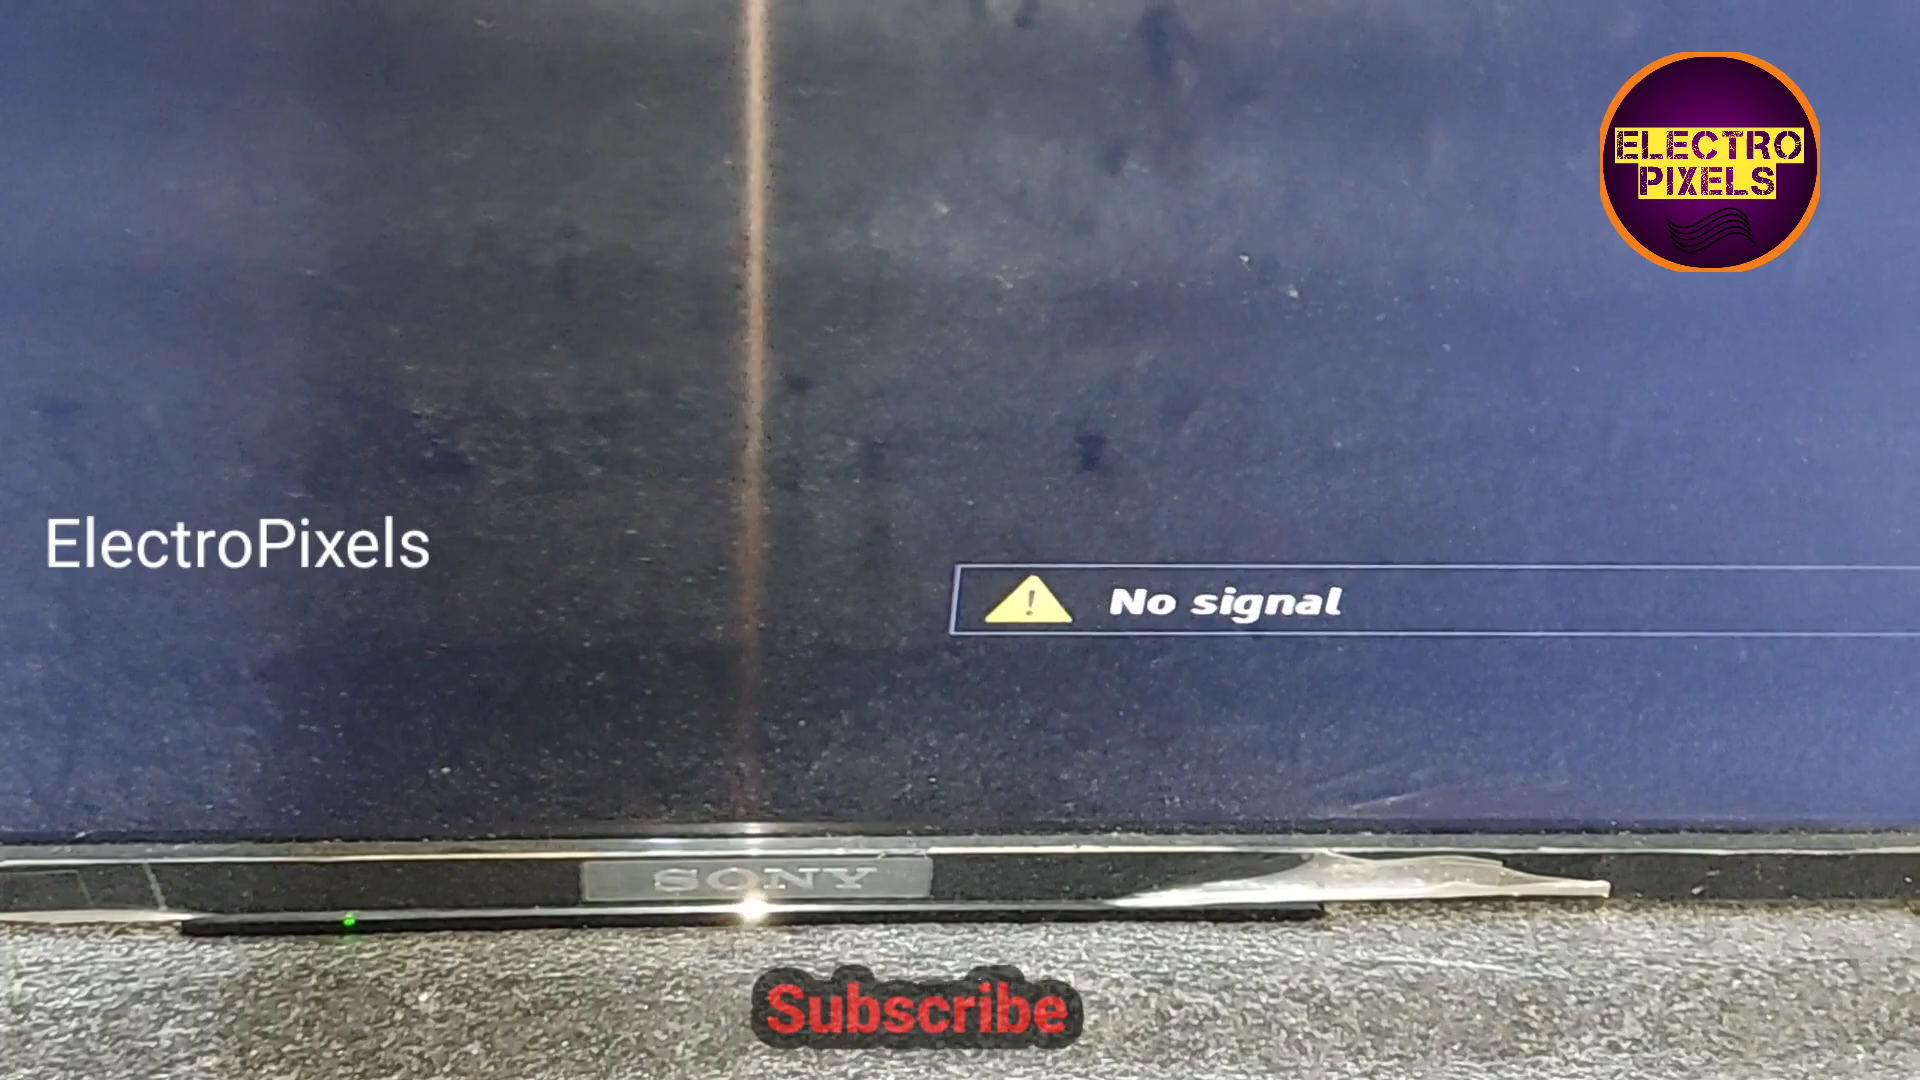 ELECTRO
PIXELS
ElectroPixels
No signal
SONY
Subscribe